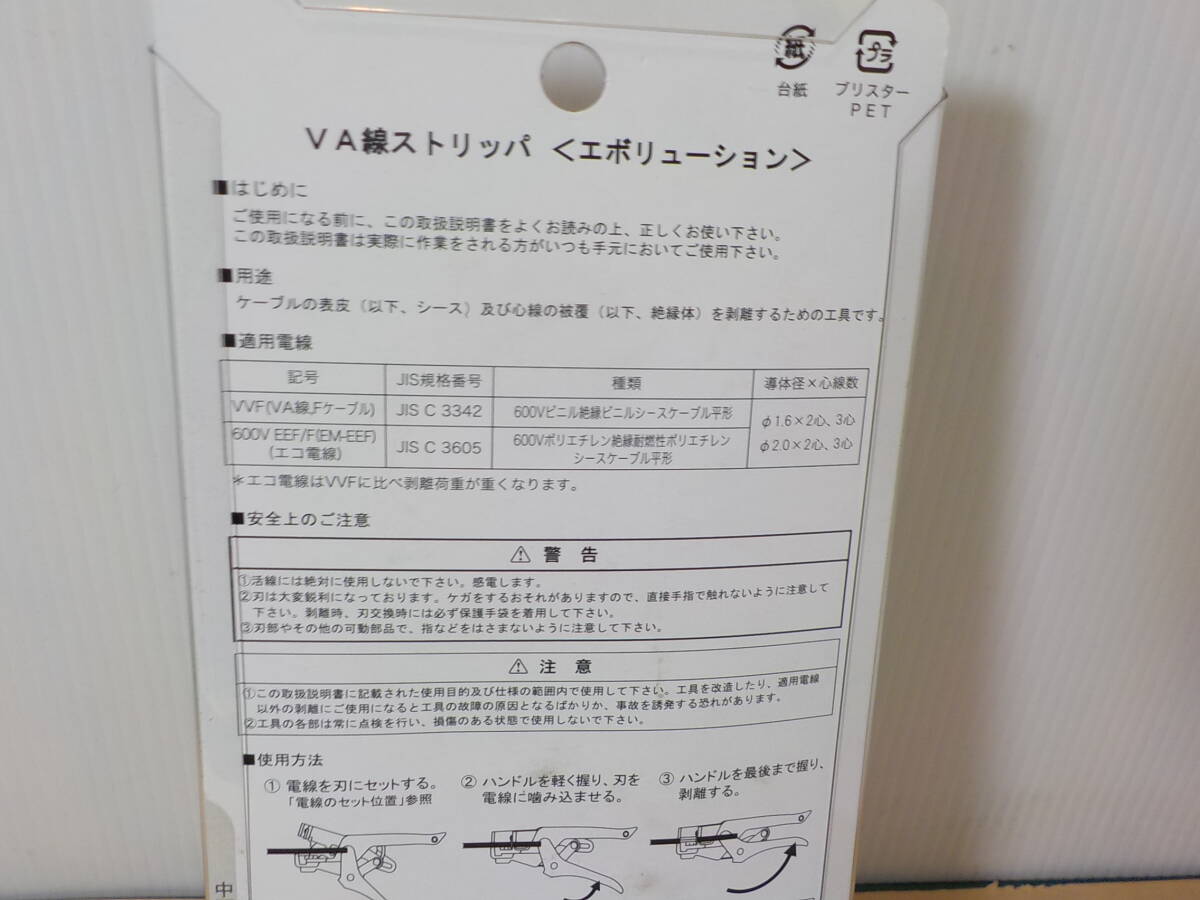 紙
プラ
台紙 ブリスター
PET
VA線ストリッパ <エボリューション>
■はじめに
ご使用になる前に、この取扱説明書をよくお読みの上、正しくお使い下さい。
この取扱説明書は実際に作業をされる方がいつも手元においてご使用下さい。
■用途
ケーブルの表皮(以下、シース)及び心線の被覆(以下、絶縁体)を剥離するための工具です。
■適用電線
記号 JIS規格番号 種類 導体径×心線数
VVF(VA線,Fケーブル) JIS C 3342 600Vビニル絶縁ビニルシースケーブル平形
φ1.6×2心、3心
φ2.0×2心、3心
600V EEF/F(EM-EEF)
(エコ電線)
JIS C 3605
600Vポリエチレン絶縁耐燃性ポリエチレン
シースケーブル平形
*エコ電線はVVFに比べ剥離荷重が重くなります。
■安全上のご注意
⚠ 警 告
①活線には絶対に使用しないで下さい。感電します。
②刃は大変鋭利になっております。ケガをするおそれがありますので、直接手指で触れないように注意して
下さい。剥離時、刃交換時には必ず保護手袋を着用して下さい。
③刃部やその他の可動部品で、指などをはさまないように注意して下さい。
⚠ 注 意
①この取扱説明書に記載された使用目的及び仕様の範囲内で使用して下さい。工具を改造したり、適用電線
以外の剥離にご使用になると工具の故障の原因となるばかりか、事故を誘発する恐れがあります。
②工具の各部は常に点検を行い、損傷のある状態で使用しないで下さい。
■使用方法
① 電線を刃にセットする。
「電線のセット位置」参照
② ハンドルを軽く握り、刃を
電線に噛み込ませる。
③ ハンドルを最後まで握り、
剥離する。
中